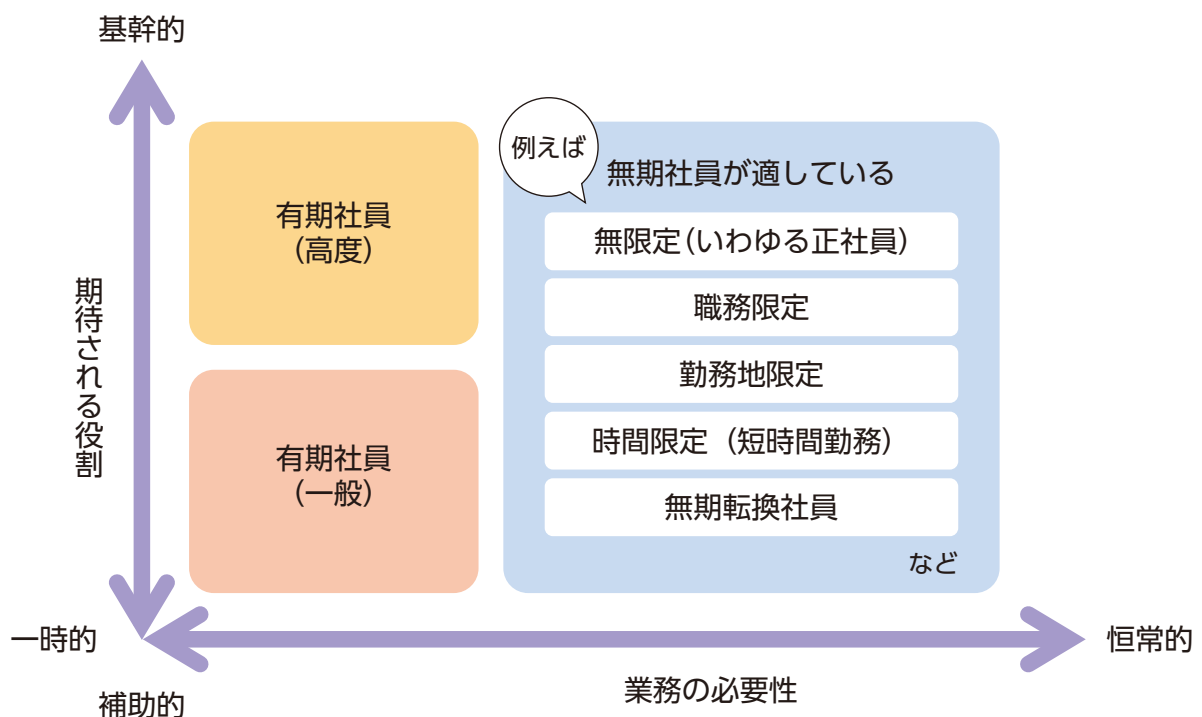 基幹的
例えば
無期社員が適している
有期社員
（高度）
無限定（いわゆる正社員）
職務限定
勤務地限定
時間限定（短時間勤務）
無期転換社員
など
有期社員
（一般）
期待される役割
一時的
恒常的
補助的
業務の必要性